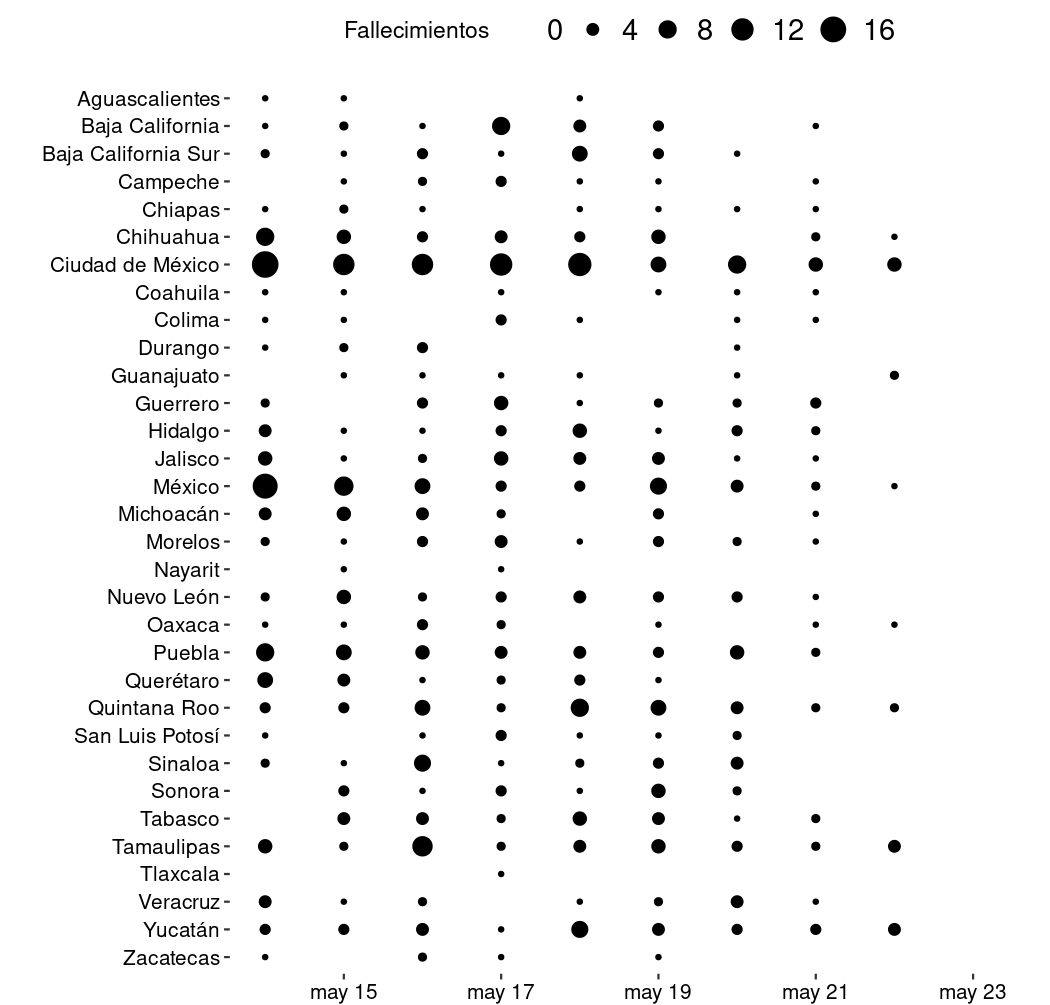 Fallecimientos 0 4 8 12 16
Aguascalientes
Baja California
Baja California Sur
Campeche
Chiapas
Chihuahua
Ciudad de México
Coahuila
Colima
Durango
Guanajuato
Guerrero
Hidalgo
Jalisco
México
Michoacán
Morelos
Nayarit
Nuevo León
Oaxaca
Puebla
Querétaro
Quintana Roo
San Luis Potosí
Sinaloa
Sonora
Tabasco
Tamaulipas
Tlaxcala
Veracruz
Yucatán
Zacatecas
may 15 may 17 may 19 may 21 may 23